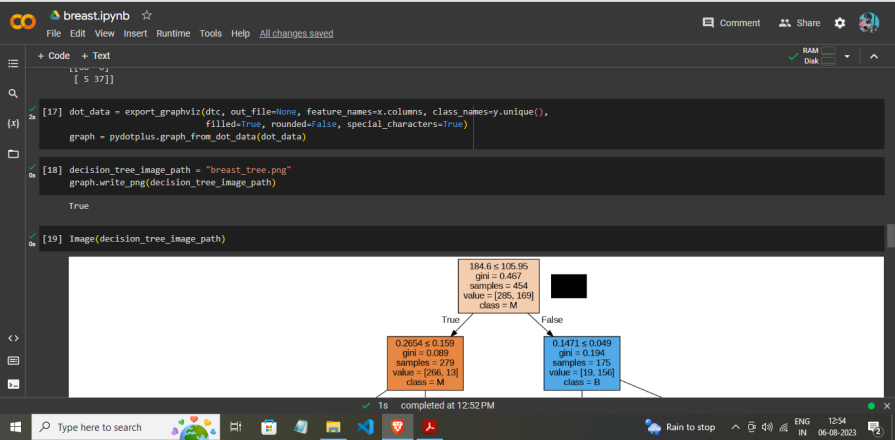 breast.ipynb
File Edit View Insert Runtime Tools Help All changes saved
Comment Share
+ Code + Text
RAM
Disk
[ 5 37]]
[17] dot_data = export_graphviz(dtc, out_file=None, feature_names=x.columns, class_names=y.unique(),
2s
filled=True, rounded=False, special_characters=True)
graph = pydotplus.graph_from_dot_data(dot_data)
{x}
[18] decision_tree_image_path = "breast_tree.png"
0s
graph.write_png(decision_tree_image_path)
True
[19] Image(decision_tree_image_path)
0s
184.6 ≤ 105.95
gini = 0.467
samples = 454
value = [285, 169]
class = M
True
False
0.2654 ≤ 0.159
gini = 0.089
samples = 279
value = [266, 13]
class = M
0.1471 ≤ 0.049
gini = 0.194
samples = 175
value = [19, 156]
class = B
1s completed at 12:52 PM
Type here to search
Rain to stop
ENG
IN
12:54
06-08-2023
2